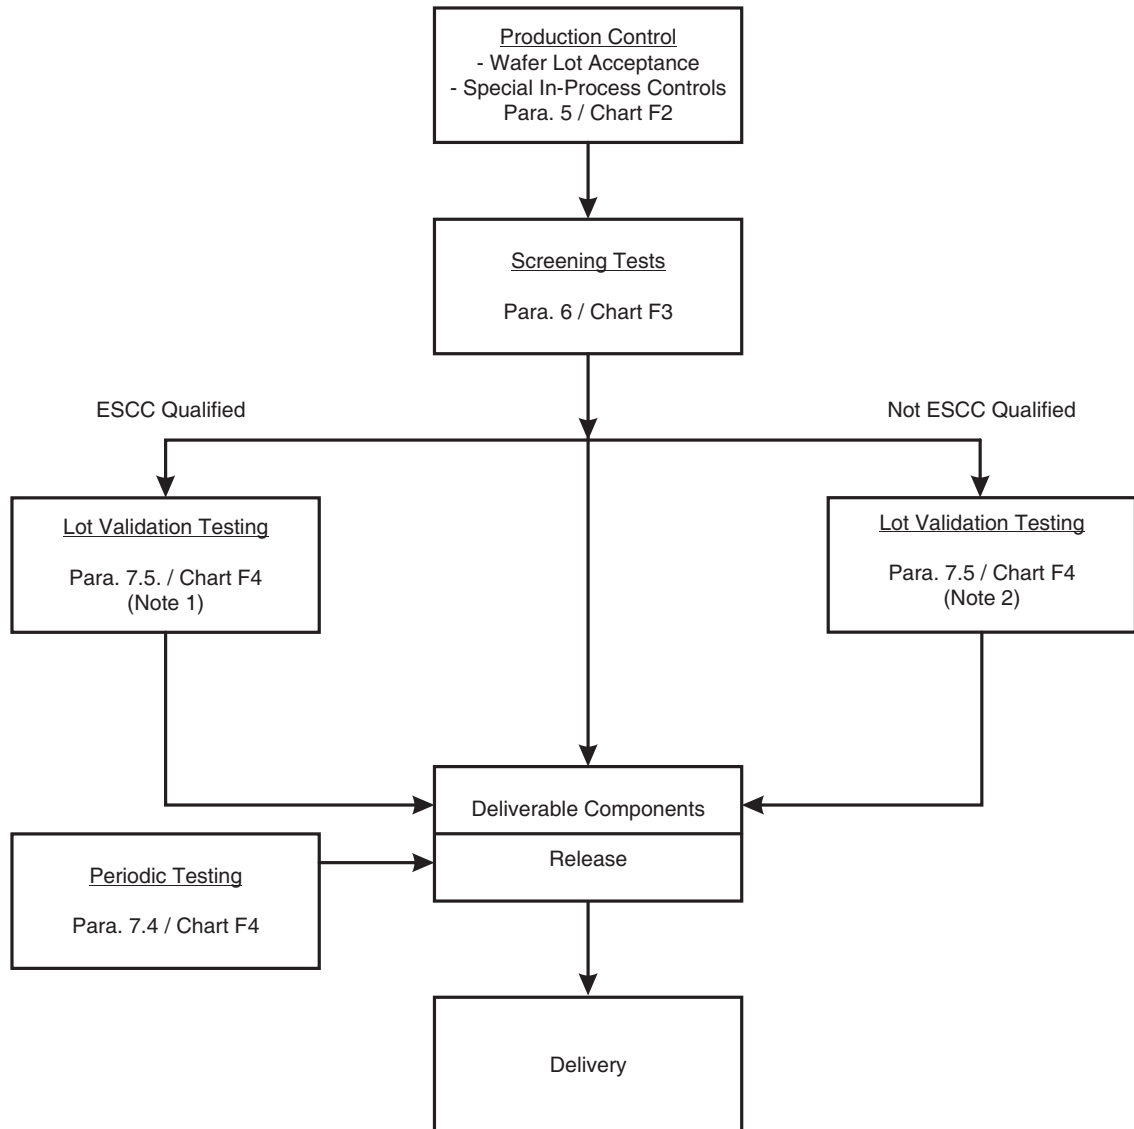 Production Control
- Wafer Lot Acceptance
- Special In-Process Controls
Para. 5 / Chart F2
Screening Tests
Para. 6 / Chart F3
ESCC Qualified
Not ESCC Qualified
Lot Validation Testing
Para. 7.5. / Chart F4
(Note 1)
Lot Validation Testing
Para. 7.5 / Chart F4
(Note 2)
Deliverable Components
Release
Periodic Testing
Para. 7.4 / Chart F4
Delivery